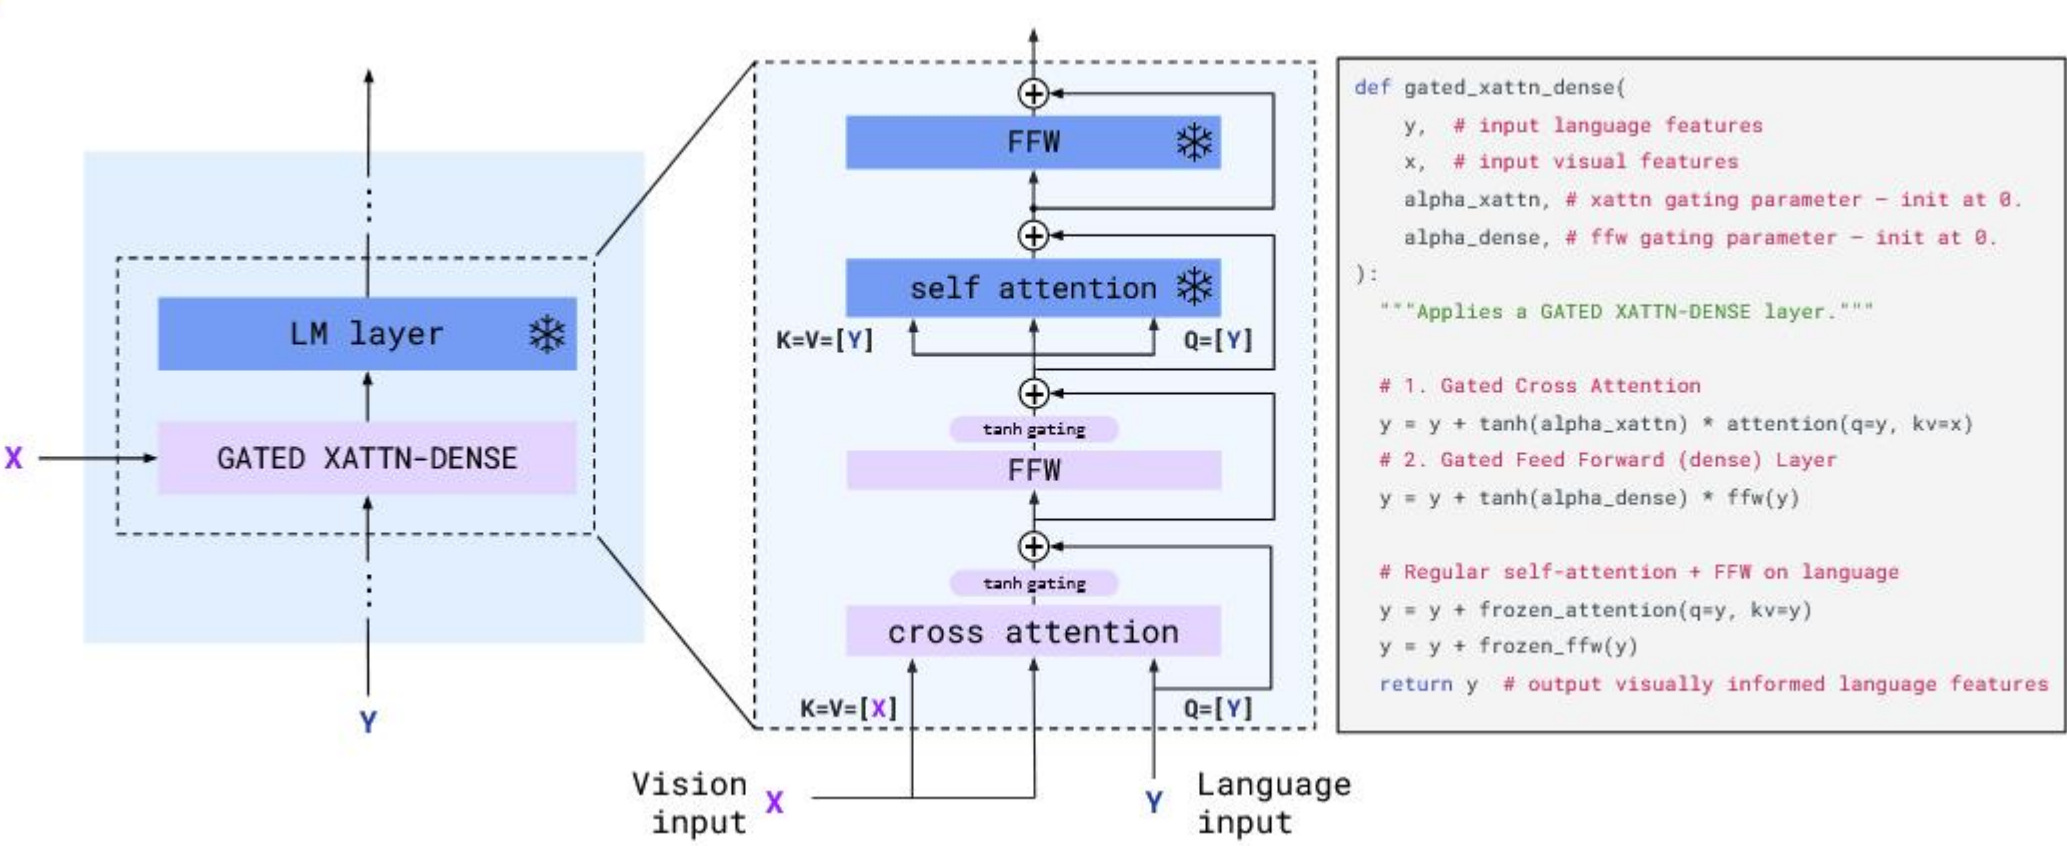 LM layer
X
GATED XATTN-DENSE
Y
FFW
self attention
K=V=[Y]
Q=[Y]
tanh gating
FFW
tanh gating
cross attention
K=V=[X]
Q=[Y]
Vision
input
X
Y
Language
input
def gated_xattn_dense(
y, # input language features
x, # input visual features
alpha_xattn, # xattn gating parameter – init at 0.
alpha_dense, # ffw gating parameter – init at 0.
):
"""Applies a GATED XATTN-DENSE layer."""
# 1. Gated Cross Attention
y = y + tanh(alpha_xattn) * attention(q=y, kv=x)
# 2. Gated Feed Forward (dense) Layer
y = y + tanh(alpha_dense) * ffw(y)
# Regular self-attention + FFW on language
y = y + frozen_attention(q=y, kv=y)
y = y + frozen_ffw(y)
return y # output visually informed language features